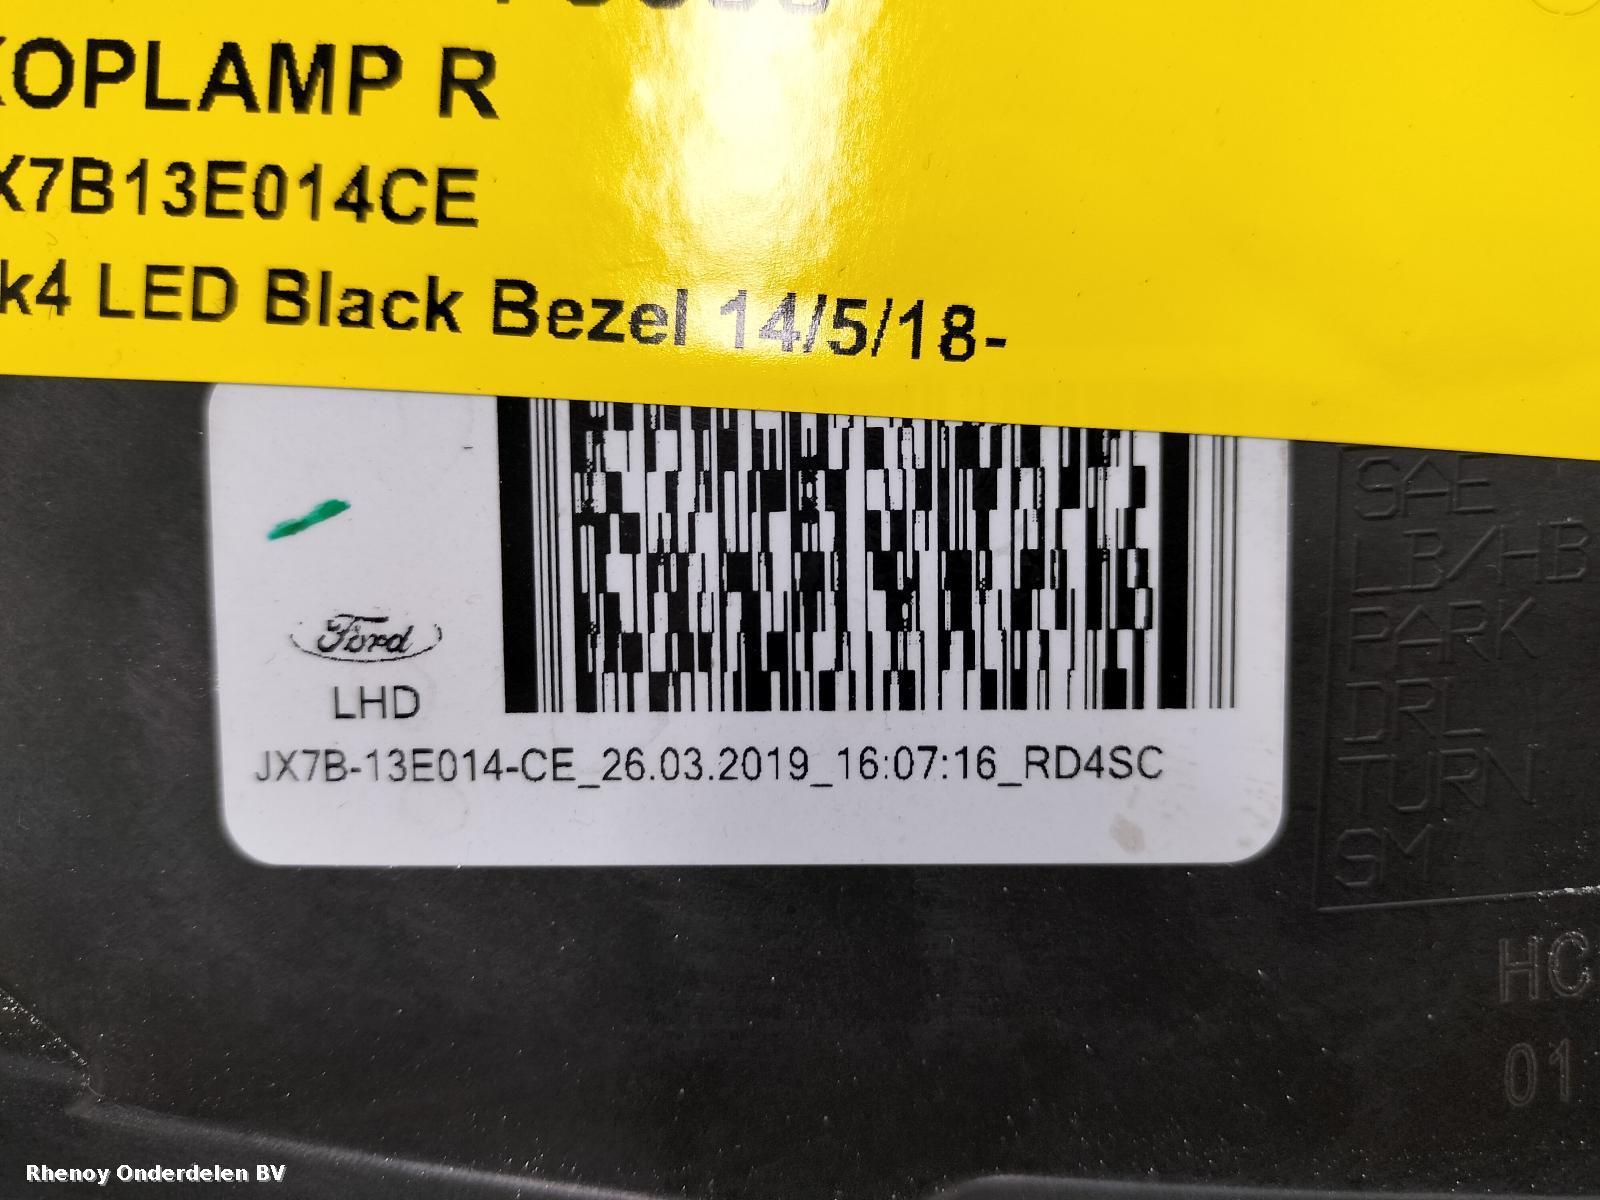 KOPLAMP R
X7B13E014CE
k4 LED Black Bezel 14/5/18-
Ford
LHD
JX7B-13E014-CE_26.03.2019_16:07:16_RD4SC
SAE
LB/HB
PARK
DRL
TURN
SM
HC
01
Rhenoy Onderdelen BV